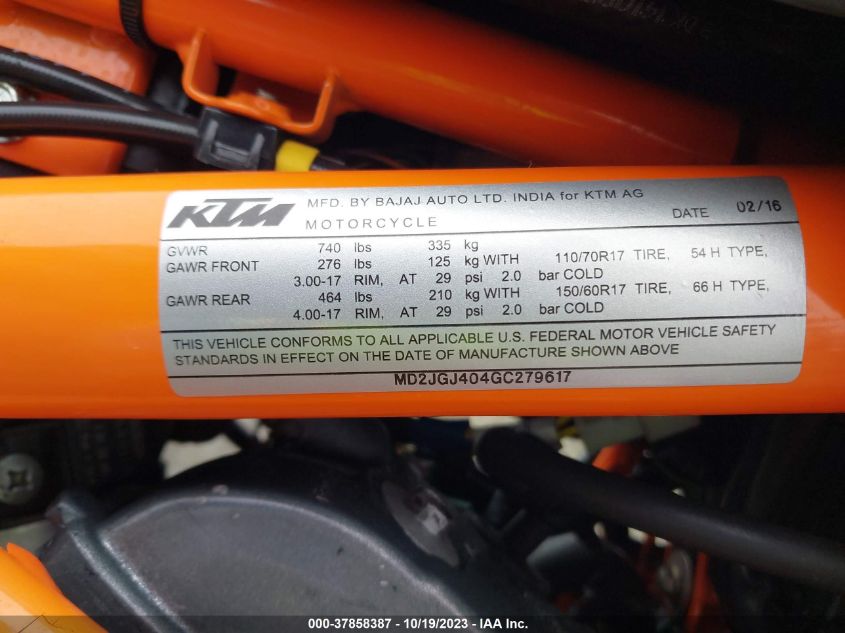 KTM MFD. BY BAJAJ AUTO LTD. INDIA for KTM AG
MOTORCYCLE DATE 02/16
GVWR 740 lbs 335 kg
GAWR FRONT 276 lbs 125 kg WITH 110/70R17 TIRE, 54 H TYPE,
3.00-17 RIM, AT 29 psi 2.0 bar COLD
GAWR REAR 464 lbs 210 kg WITH 150/60R17 TIRE, 66 H TYPE,
4.00-17 RIM, AT 29 psi 2.0 bar COLD
THIS VEHICLE CONFORMS TO ALL APPLICABLE U.S. FEDERAL MOTOR VEHICLE SAFETY
STANDARDS IN EFFECT ON THE DATE OF MANUFACTURE SHOWN ABOVE
MD2JGJ404GC279617
000-37858387 - 10/19/2023 - IAA Inc.